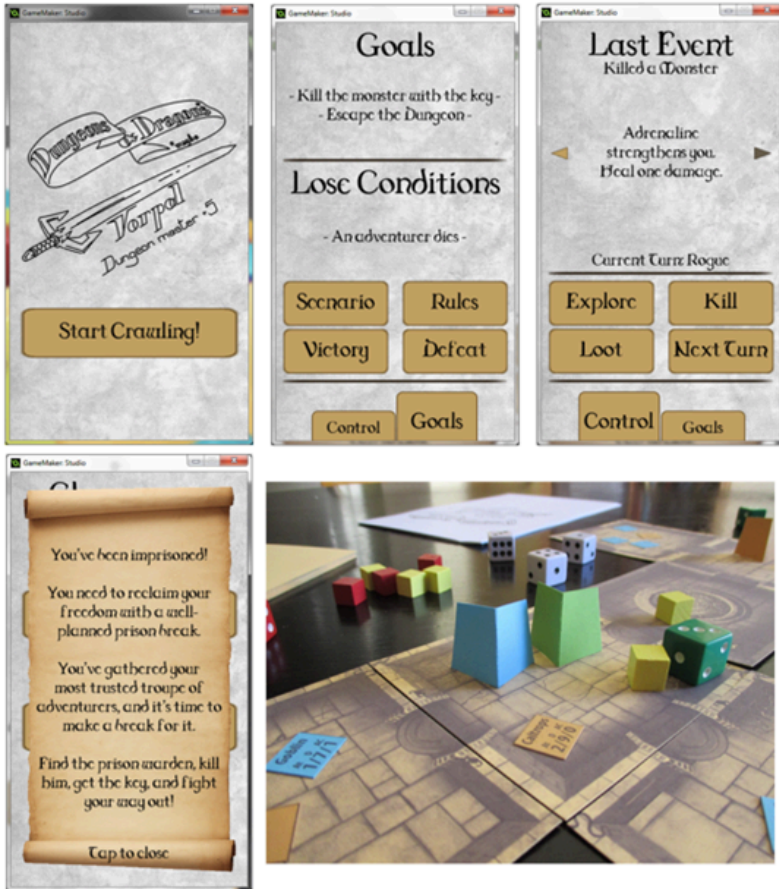 GameMaker: Studio
Dungeons & Dragons
Vorpal
Dungeon master +5
Start Crawling!
GameMaker: Studio
Goals
- Kill the monster with the key -
- Escape the Dungeon -
Lose Conditions
- An adventurer dies -
Scenario
Rules
Victory
Defeat
Control
Goals
GameMaker: Studio
Last Event
Killed a Monster
Adrenaline
strengthens you.
Heal one damage.
Current Turn: Rogue
Explore
Kill
Loot
Next Turn
Control
Goals
GameMaker: Studio
You've been imprisoned!
You need to reclaim your
freedom with a well-
planned prison break.
You've gathered your
most trusted troupe of
adventurers, and it's time to
make a break for it.
Find the prison warden, kill
him, get the key, and fight
your way out!
Tap to close
Goblin
Caltrops
2/9/0